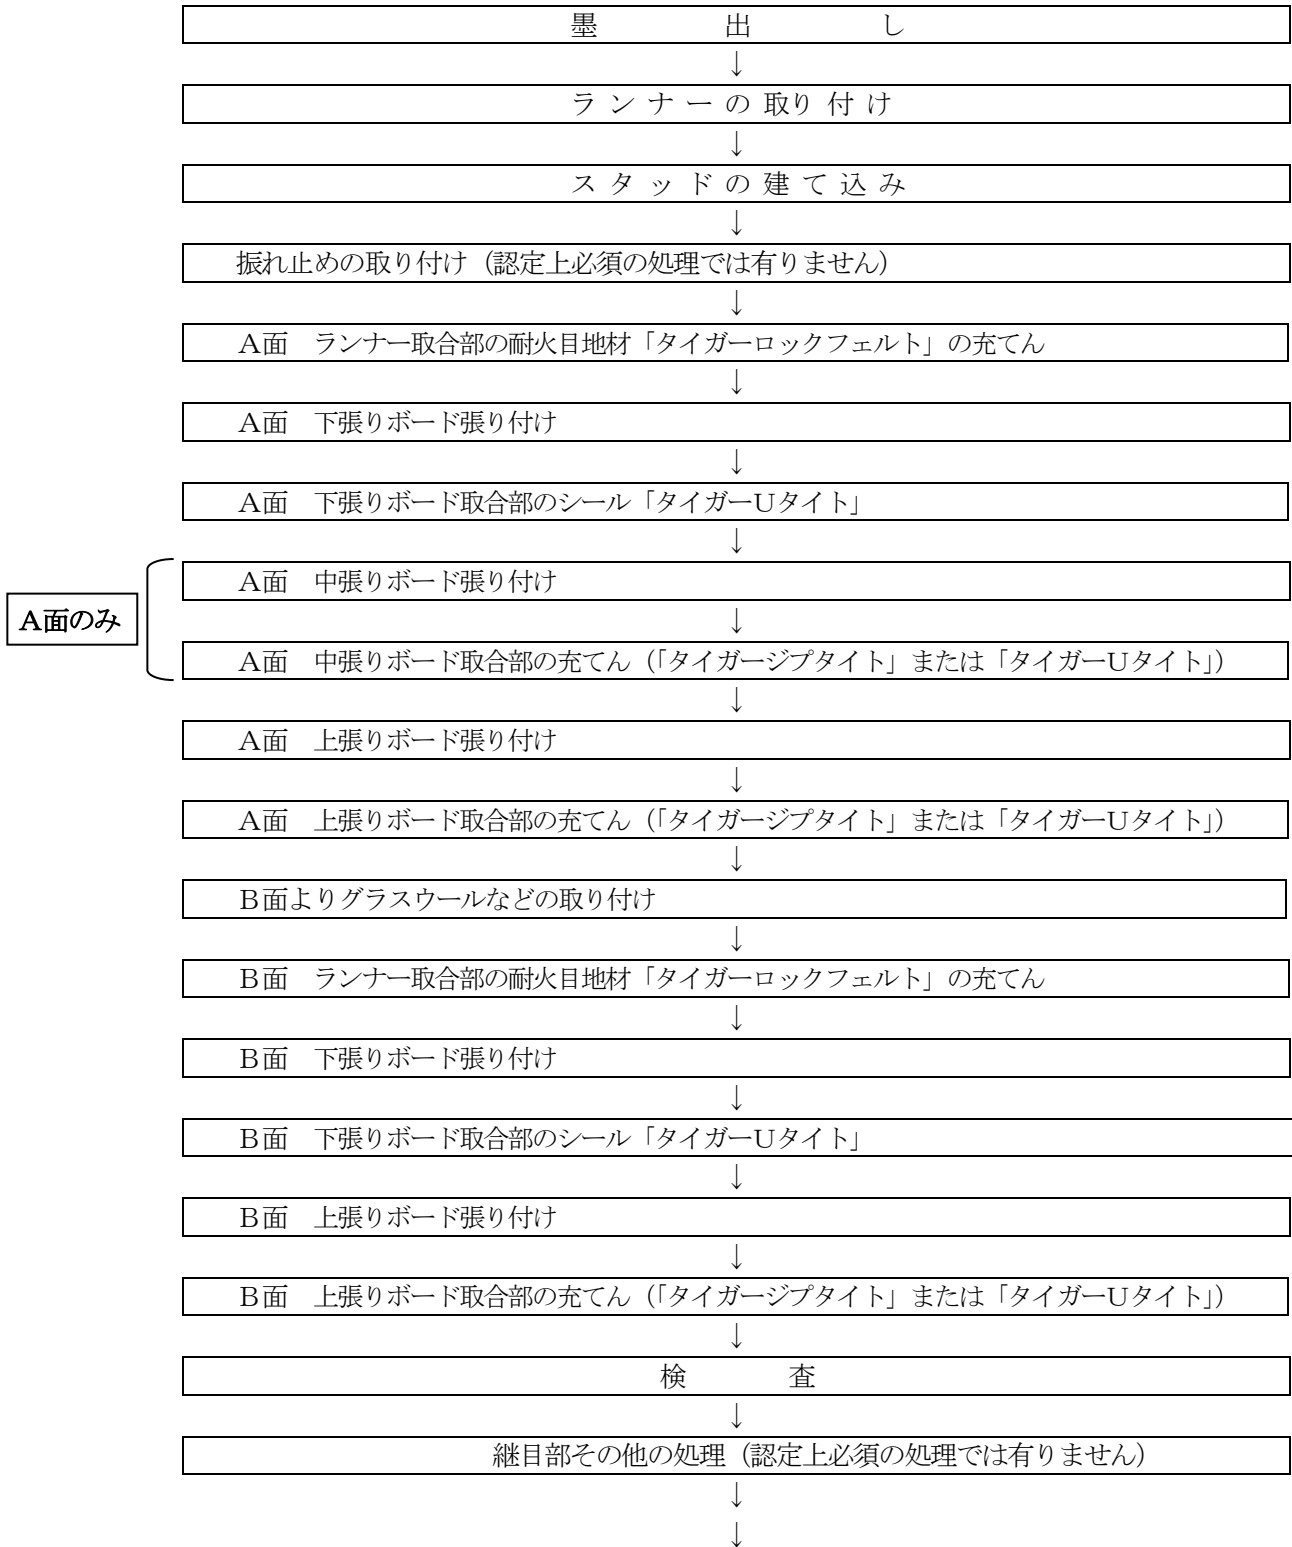 墨出し
↓
ランナーの取り付け
↓
スタッドの建て込み
↓
振れ止めの取り付け（認定上必須の処理では有りません）
↓
A面　ランナー取合部の耐火目地材「タイガーロックフェルト」の充てん
↓
A面　下張りボード張り付け
↓
A面　下張りボード取合部のシール「タイガーUタイト」
↓
A面のみ
A面　中張りボード張り付け
↓
A面　中張りボード取合部の充てん（「タイガージプタイト」または「タイガーUタイト」）
↓
A面　上張りボード張り付け
↓
A面　上張りボード取合部の充てん（「タイガージプタイト」または「タイガーUタイト」）
↓
B面よりグラスウールなどの取り付け
↓
B面　ランナー取合部の耐火目地材「タイガーロックフェルト」の充てん
↓
B面　下張りボード張り付け
↓
B面　下張りボード取合部のシール「タイガーUタイト」
↓
B面　上張りボード張り付け
↓
B面　上張りボード取合部の充てん（「タイガージプタイト」または「タイガーUタイト」）
↓
検査
↓
継目部その他の処理（認定上必須の処理では有りません）
↓
↓